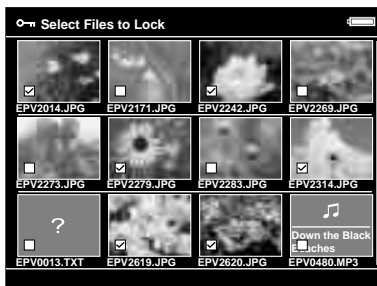 Select Files to Lock
EPV2014.JPG EPV2171.JPG EPV2242.JPG EPV2269.JPG
EPV2273.JPG EPV2279.JPG EPV2283.JPG EPV2314.JPG
?
Down the Black
EPV0013.TXT EPV2619.JPG EPV2620.JPG EPV0480.MP3